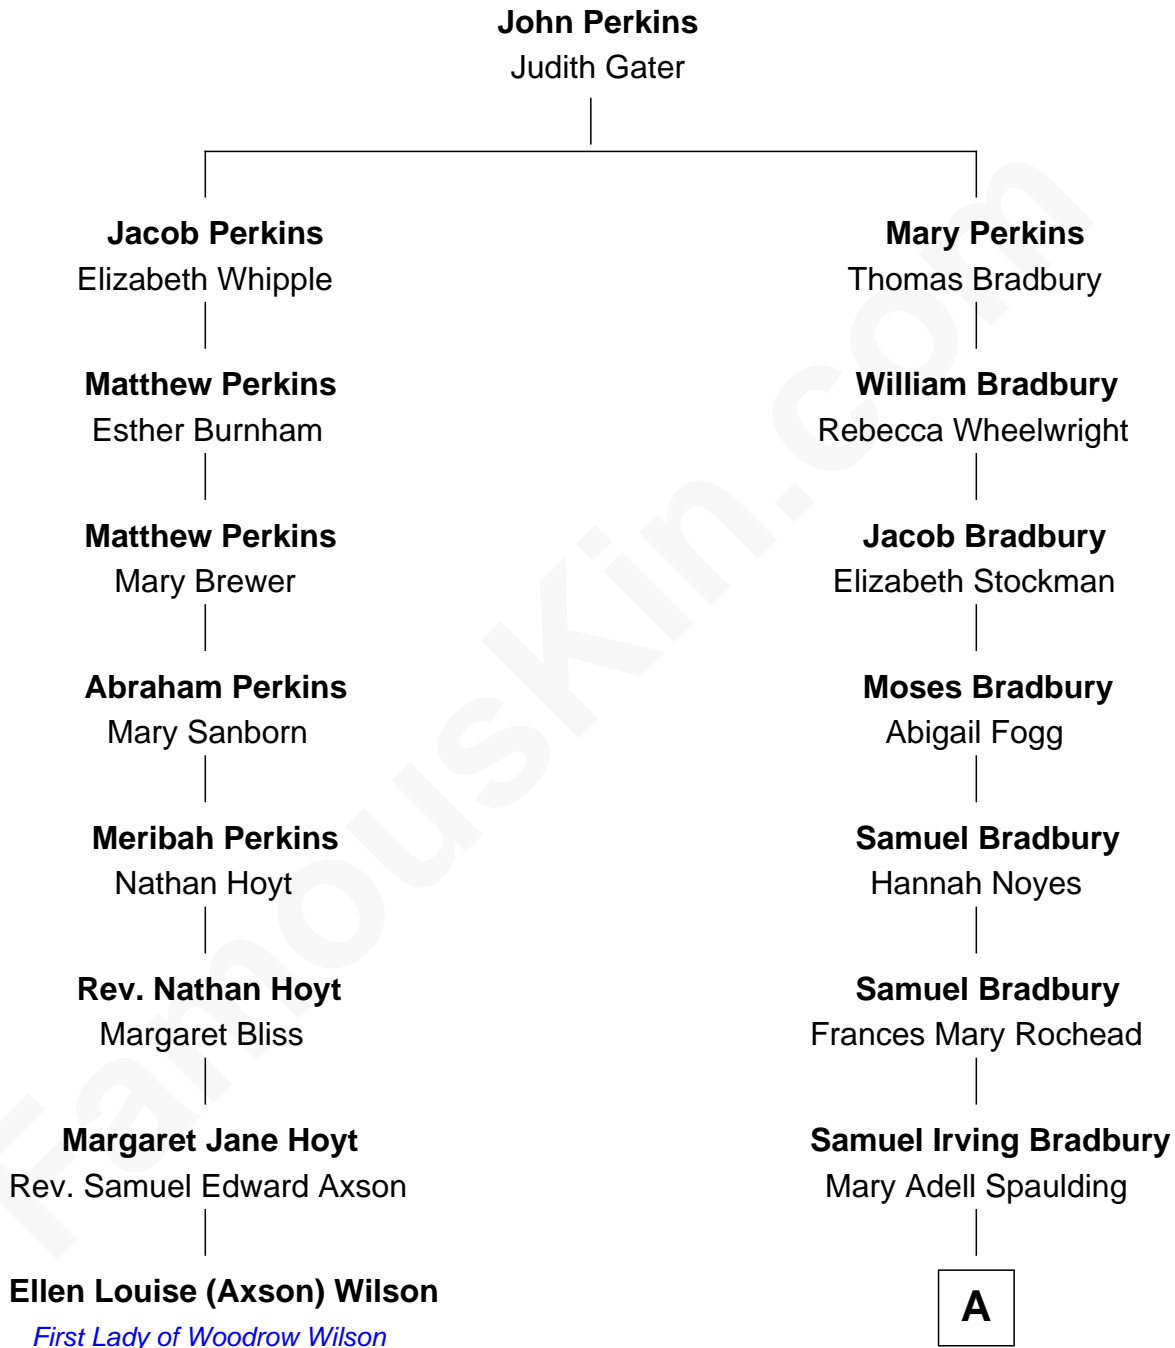 John Perkins
Judith Gater
Jacob Perkins
Elizabeth Whipple
Mary Perkins
Thomas Bradbury
Matthew Perkins
Esther Burnham
William Bradbury
Rebecca Wheelwright
Matthew Perkins
Mary Brewer
Jacob Bradbury
Elizabeth Stockman
Abraham Perkins
Mary Sanborn
Moses Bradbury
Abigail Fogg
Meribah Perkins
Nathan Hoyt
Samuel Bradbury
Hannah Noyes
Rev. Nathan Hoyt
Margaret Bliss
Samuel Bradbury
Frances Mary Rochead
Margaret Jane Hoyt
Rev. Samuel Edward Axson
Samuel Irving Bradbury
Mary Adell Spaulding
Ellen Louise (Axson) Wilson
First Lady of Woodrow Wilson
A
FamousKin.com